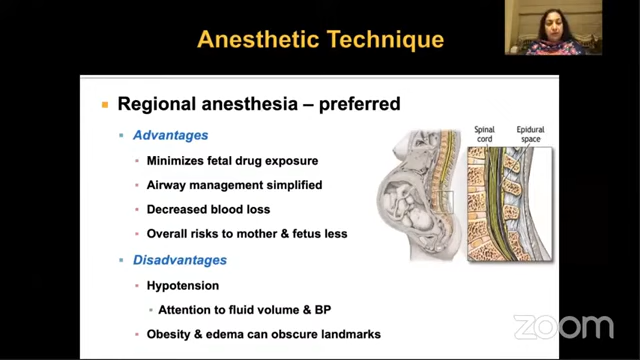 Anesthetic Technique
Regional anesthesia – preferred
Advantages
Minimizes fetal drug exposure
Airway management simplified
Decreased blood loss
Overall risks to mother & fetus less
Disadvantages
Hypotension
Attention to fluid volume & BP
Obesity & edema can obscure landmarks
Spinal cord
Epidural space
zoom